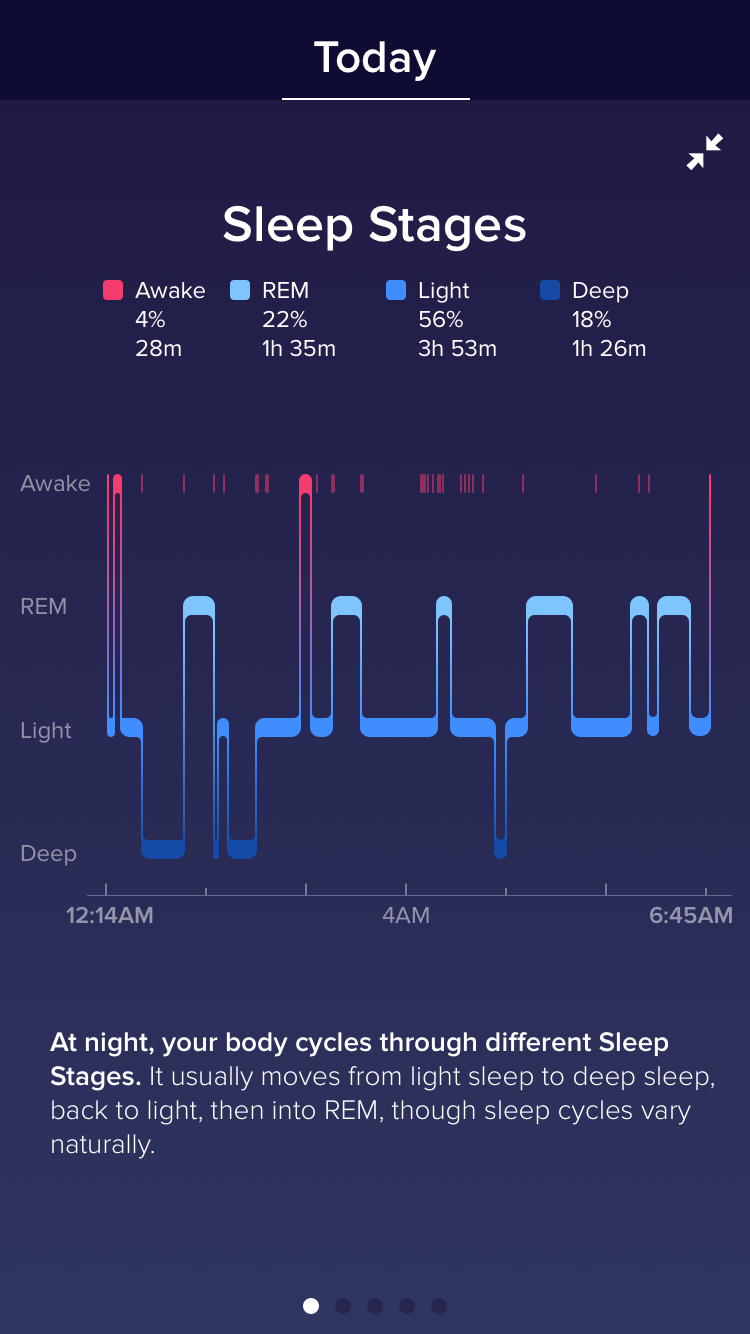 Today
Sleep Stages
Awake REM Light Deep
4% 22% 56% 18%
28m 1h 35m 3h 53m 1h 26m
Awake
REM
Light
Deep
12:14AM 4AM 6:45AM
At night, your body cycles through different Sleep
Stages. It usually moves from light sleep to deep sleep,
back to light, then into REM, though sleep cycles vary
naturally.